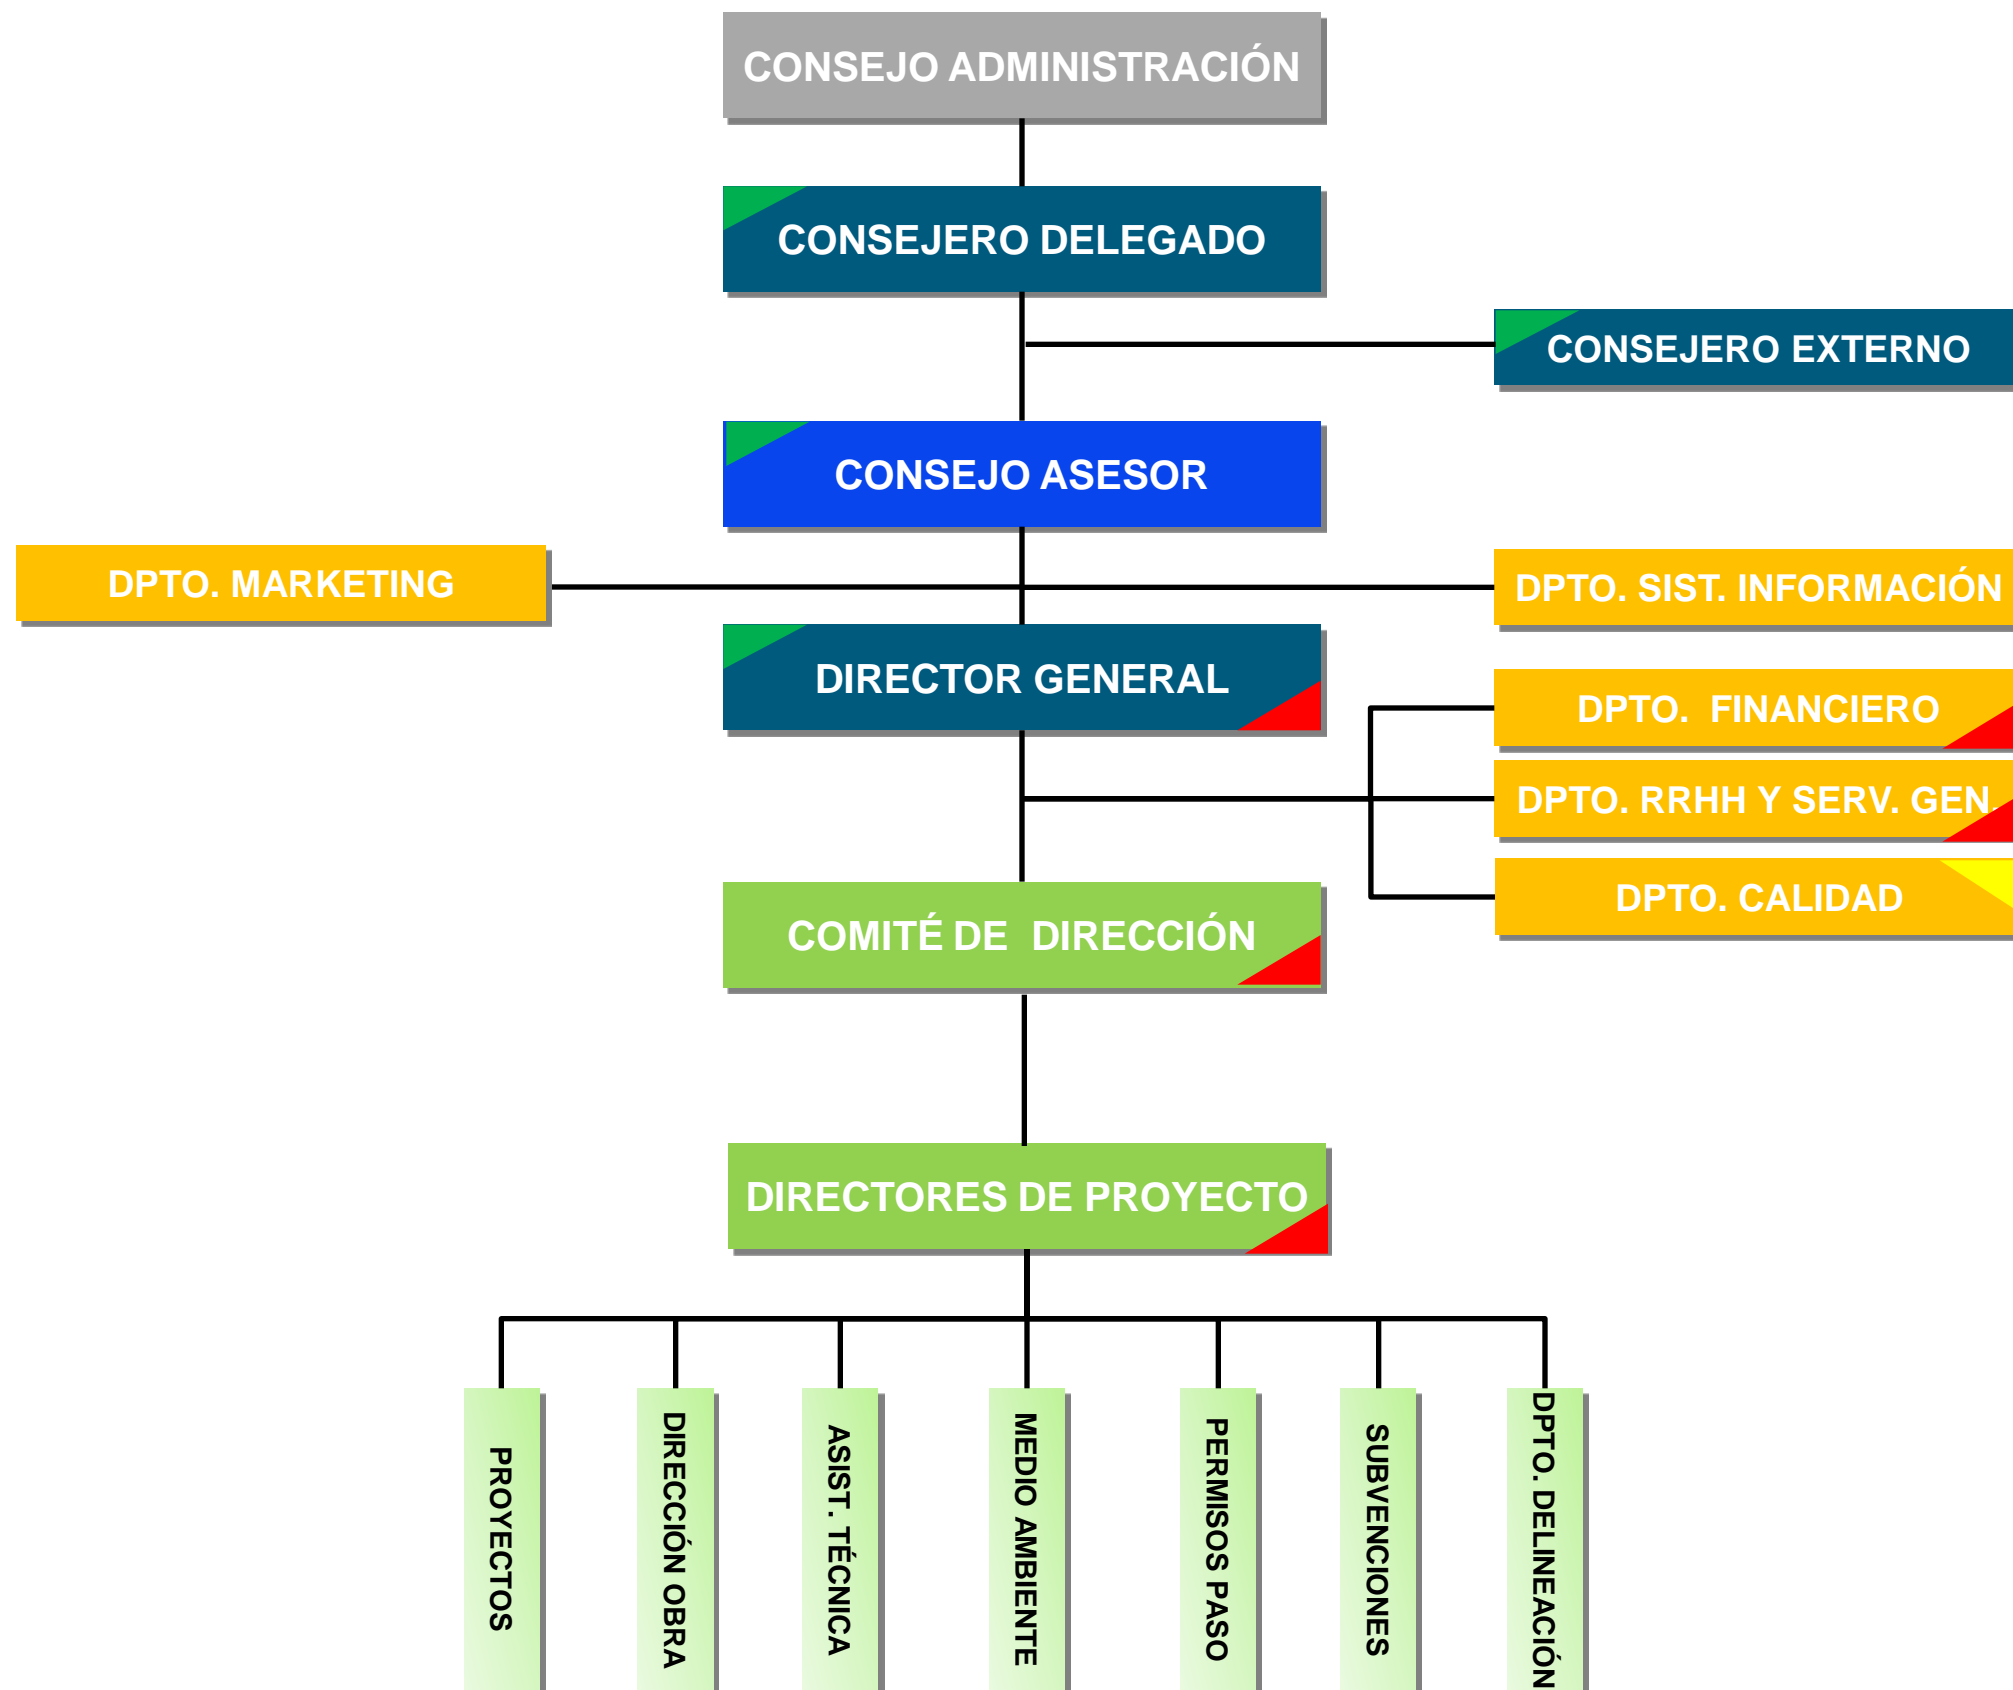 CONSEJO ADMINISTRACIÓN
CONSEJERO DELEGADO
CONSEJERO EXTERNO
CONSEJO ASESOR
DPTO. MARKETING
DPTO. SIST. INFORMACIÓN
DIRECTOR GENERAL
DPTO. FINANCIERO
DPTO. RRHH Y SERV. GEN.
DPTO. CALIDAD
COMITÉ DE DIRECCIÓN
DIRECTORES DE PROYECTO
PROYECTOS
DIRECCIÓN OBRA
ASIST. TÉCNICA
MEDIO AMBIENTE
PERMISOS PASO
SUBVENCIONES
DPTO. DELINEACIÓN